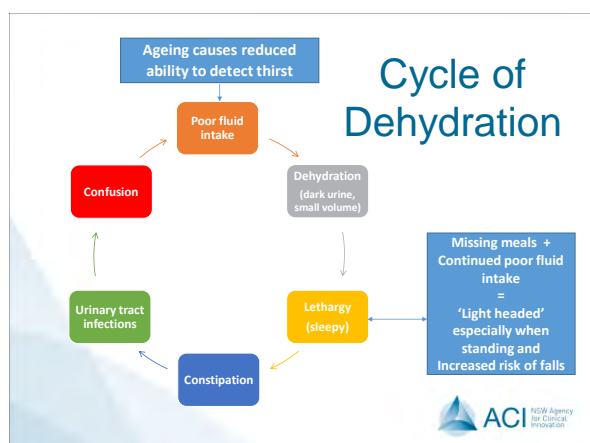 Ageing causes reduced
ability to detect thirst
Cycle of
Dehydration
Poor fluid
intake
Dehydration
(dark urine,
small volume)
Lethargy
(sleepy)
Missing meals +
Continued poor fluid
intake
=
‘Light headed’
especially when
standing and
Increased risk of falls
Constipation
Urinary tract
infections
Confusion
ACI
NSW Agency
for Clinical
Innovation